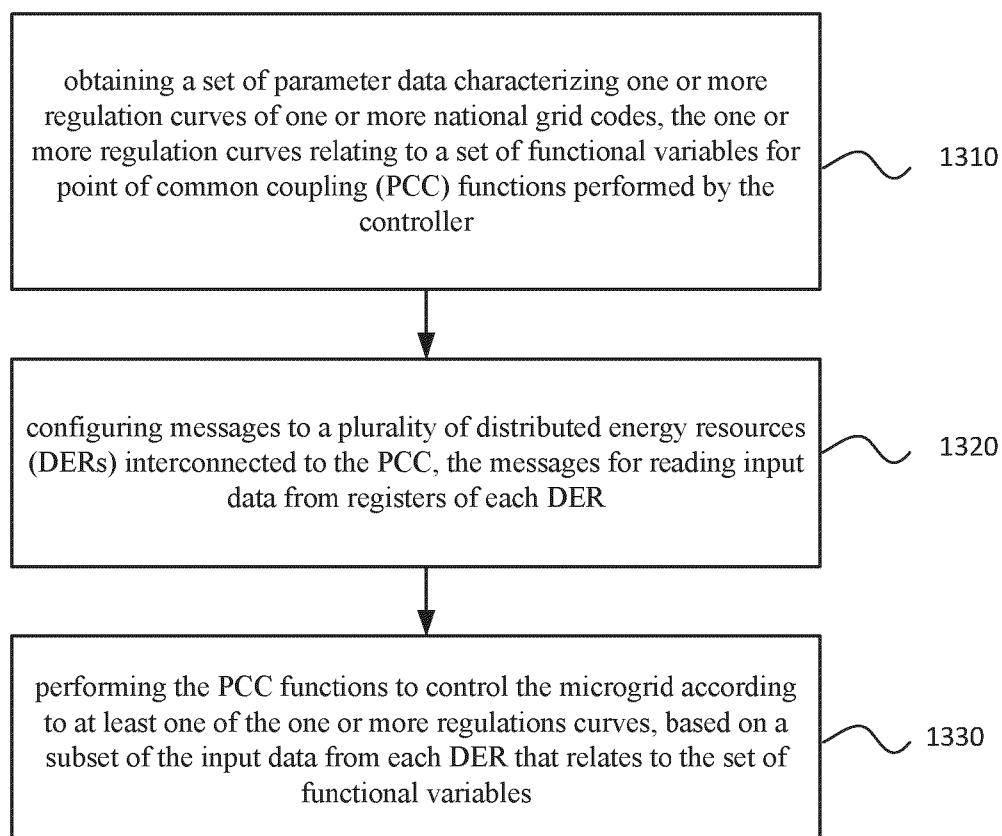 obtaining a set of parameter data characterizing one or more
regulation curves of one or more national grid codes, the one or
more regulation curves relating to a set of functional variables for
point of common coupling (PCC) functions performed by the
controller
1310
configuring messages to a plurality of distributed energy resources
(DERs) interconnected to the PCC, the messages for reading input
data from registers of each DER
1320
performing the PCC functions to control the microgrid according
to at least one of the one or more regulations curves, based on a
subset of the input data from each DER that relates to the set of
functional variables
1330